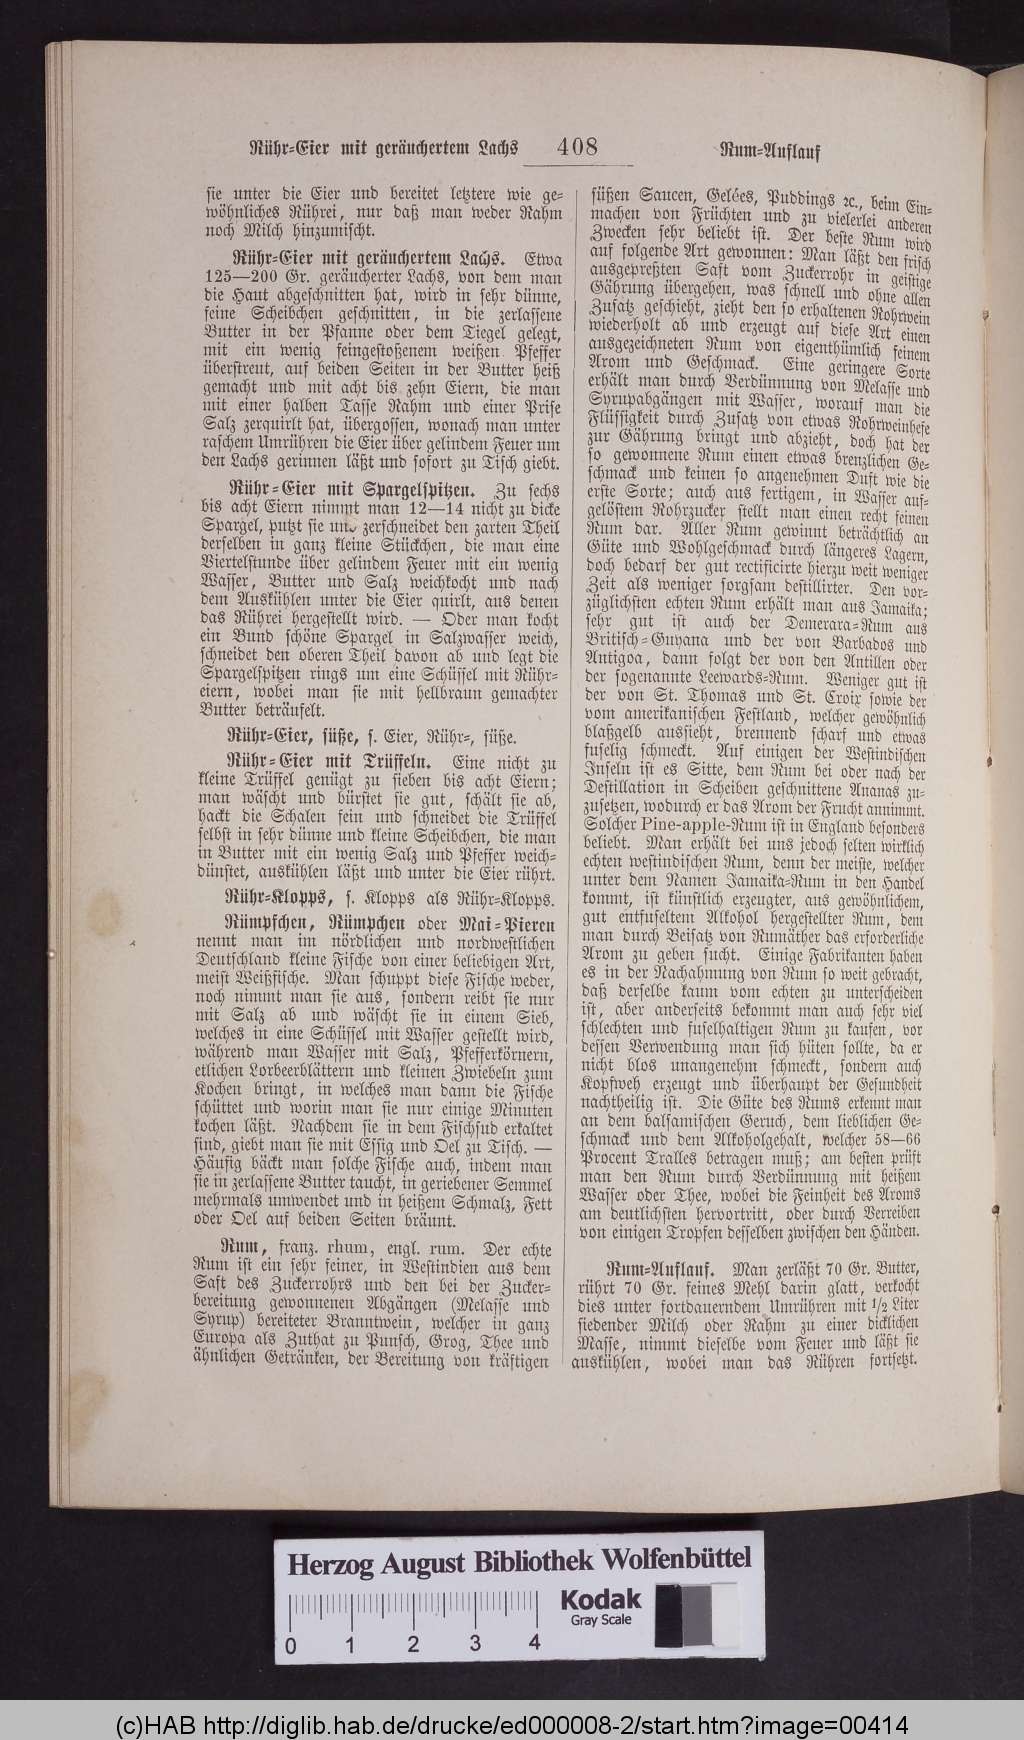 Rühr-Eier mit geräuchertem Lachs 408 Rum-Auflauf
sie unter die Eier und bereitet letztere wie ge-
wöhnliches Rührei, nur daß man weder Rahm
noch Milch hinzumischt.
Rühr-Eier mit geräuchertem Lachs. Etwa
125—200 Gr. geräucherter Lachs, von dem man
die Haut abgeschnitten hat, wird in sehr dünne,
feine Scheibchen geschnitten, in die zerlassene
Butter in der Pfanne oder dem Tiegel gelegt,
mit ein wenig feingestoßenem weißen Pfeffer
überstreut, auf beiden Seiten in der Butter heiß
gemacht und mit acht bis zehn Eiern, die man
mit einer halben Tasse Rahm und einer Prise
Salz zerquirlt hat, übergossen, wonach man unter
raschem Umrühren die Eier über gelindem Feuer um
den Lachs gerinnen läßt und sofort zu Tisch giebt.
Rühr-Eier mit Spargelspitzen. Zu sechs
bis acht Eiern nimmt man 12—14 nicht zu dicke
Spargel, putzt sie und zerschneidet den zarten Theil
derselben in ganz kleine Stückchen, die man eine
Viertelstunde über gelindem Feuer mit ein wenig
Wasser, Butter und Salz weichkocht und nach
dem Auskühlen unter die Eier quirlt, aus denen
das Rührei hergestellt wird. — Oder man kocht
ein Bund schöne Spargel in Salzwasser weich,
schneidet den oberen Theil davon ab und legt die
Spargelspitzen rings um eine Schüssel mit Rühr-
eiern, wobei man sie mit hellbraun gemachter
Butter beträufelt.
Rühr-Eier, süße, s. Eier, Rühr-, süße.
Rühr-Eier mit Trüffeln. Eine nicht zu
kleine Trüffel genügt zu sieben bis acht Eiern;
man wäscht und bürstet sie gut, schält sie ab,
hackt die Schalen fein und schneidet die Trüffel
selbst in sehr dünne und kleine Scheibchen, die man
in Butter mit ein wenig Salz und Pfeffer weich-
dünstet, auskühlen läßt und unter die Eier rührt.
Rühr-Klopps, s. Klopps als Rühr-Klopps.
Rümpfchen, Rümpchen oder Mai-Pieren
nennt man im nördlichen und nordwestlichen
Deutschland kleine Fische von einer beliebigen Art,
meist Weißfische. Man schuppt diese Fische weder,
noch nimmt man sie aus, sondern reibt sie nur
mit Salz ab und wäscht sie in einem Sieb,
welches in eine Schüssel mit Wasser gestellt wird,
während man Wasser mit Salz, Pfefferkörnern,
etlichen Lorbeerblättern und kleinen Zwiebeln zum
Kochen bringt, in welches man dann die Fische
schüttet und worin man sie nur einige Minuten
kochen läßt. Nachdem sie in dem Fischsud erkaltet
sind, giebt man sie mit Essig und Oel zu Tisch. —
Häufig bäckt man solche Fische auch, indem man
sie in zerlassene Butter taucht, in geriebener Semmel
mehrmals umwendet und in heißem Schmalz, Fett
oder Oel auf beiden Seiten bräunt.
Rum, franz. rhum, engl. rum. Der echte
Rum ist ein sehr feiner, in Westindien aus dem
Saft des Zuckerrohrs und den bei der Zucker-
bereitung gewonnenen Abgängen (Melasse und
Syrup) bereiteter Branntwein, welcher in ganz
Europa als Zuthat zu Punsch, Grog, Thee und
ähnlichen Getränken, der Bereitung von kräftigen
süßen Saucen, Gelées, Puddings ꝛc., beim Ein-
machen von Früchten und zu vielerlei anderen
Zwecken sehr beliebt ist. Der beste Rum wird
auf folgende Art gewonnen: Man läßt den frisch
ausgepreßten Saft vom Zuckerrohr in geistige
Gährung übergehen, was schnell und ohne allen
Zusatz geschieht, zieht den so erhaltenen Rohrwein
wiederholt ab und erzeugt auf diese Art einen
ausgezeichneten Rum von eigenthümlich feinem
Arom und Geschmack. Eine geringere Sorte
erhält man durch Verdünnung von Melasse und
Syrupabgängen mit Wasser, worauf man die
Flüssigkeit durch Zusatz von etwas Rohrweinhefe
zur Gährung bringt und abzieht, doch hat der
so gewonnene Rum einen etwas brenzlichen Ge-
schmack und keinen so angenehmen Duft wie die
erste Sorte; auch aus fertigem, in Wasser auf-
gelöstem Rohrzucker stellt man einen recht feinen
Rum dar. Aller Rum gewinnt beträchtlich an
Güte und Wohlgeschmack durch längeres Lagern,
doch bedarf der gut rectificirte hierzu weit weniger
Zeit als weniger sorgsam destillirter. Den vor-
züglichsten echten Rum erhält man aus Jamaika;
sehr gut ist auch der Demerara-Rum aus
Britisch-Guyana und der von Barbados und
Antigoa, dann folgt der von den Antillen oder
der sogenannte Leewards-Rum. Weniger gut ist
der von St. Thomas und St. Croix sowie der
vom amerikanischen Festland, welcher gewöhnlich
blaßgelb aussieht, brennend scharf und etwas
fuselig schmeckt. Auf einigen der Westindischen
Inseln ist es Sitte, dem Rum bei oder nach der
Destillation in Scheiben geschnittene Ananas zu-
zusetzen, wodurch er das Arom der Frucht annimmt.
Solcher Pine-apple-Rum ist in England besonders
beliebt. Man erhält bei uns jedoch selten wirklich
echten westindischen Rum, denn der meiste, welcher
unter dem Namen Jamaika-Rum in den Handel
kommt, ist künstlich erzeugter, aus gewöhnlichem,
gut entfuseltem Alkohol hergestellter Rum, dem
man durch Beisatz von Rumäther das erforderliche
Arom zu geben sucht. Einige Fabrikanten haben
es in der Nachahmung von Rum so weit gebracht,
daß derselbe kaum vom echten zu unterscheiden
ist, aber anderseits bekommt man auch sehr viel
schlechten und fuselhaltigen Rum zu kaufen, vor
dessen Verwendung man sich hüten sollte, da er
nicht blos unangenehm schmeckt, sondern auch
Kopfweh erzeugt und überhaupt der Gesundheit
nachtheilig ist. Die Güte des Rums erkennt man
an dem balsamischen Geruch, dem lieblichen Ge-
schmack und dem Alkoholgehalt, welcher 58—66
Procent Tralles betragen muß; am besten prüft
man den Rum durch Verdünnung mit heißem
Wasser oder Thee, wobei die Feinheit des Aroms
am deutlichsten hervortritt, oder durch Verreiben
von einigen Tropfen desselben zwischen den Händen.
Rum-Auflauf. Man zerläßt 70 Gr. Butter,
rührt 70 Gr. feines Mehl darin glatt, verkocht
dies unter fortdauerndem Umrühren mit 1/2 Liter
siedender Milch oder Rahm zu einer dicklichen
Masse, nimmt dieselbe vom Feuer und läßt sie
auskühlen, wobei man das Rühren fortsetzt.
Herzog August Bibliothek Wolfenbüttel
Kodak
Gray Scale
0 1 2 3 4
(c)HAB http://diglib.hab.de/drucke/ed000008-2/start.htm?image=00414